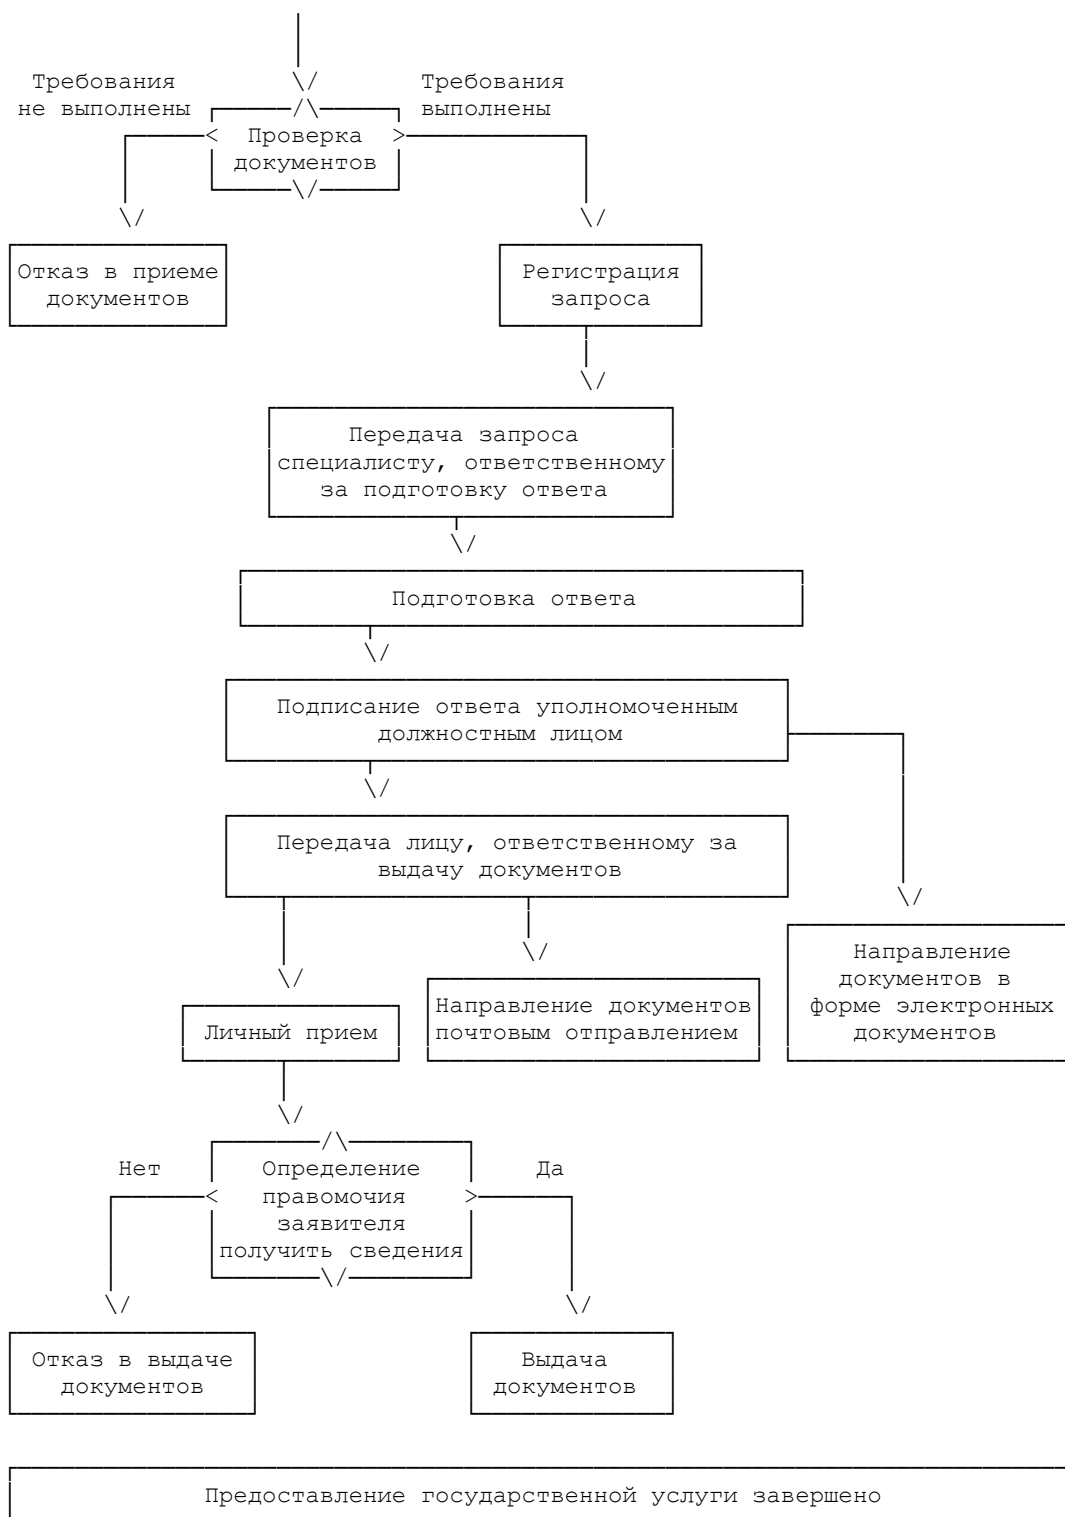 Требования
не выполнены
Требования
выполнены
Проверка
документов
Отказ в приеме
документов
Регистрация
запроса
Передача запроса
специалисту, ответственному
за подготовку ответа
Подготовка ответа
Подписание ответа уполномоченным
должностным лицом
Передача лицу, ответственному за
выдачу документов
Направление
документов в
форме электронных
документов
Направление документов
почтовым отправлением
Личный прием
Нет
Определение
правомочия
заявителя
получить сведения
Да
Отказ в выдаче
документов
Выдача
документов
Предоставление государственной услуги завершено